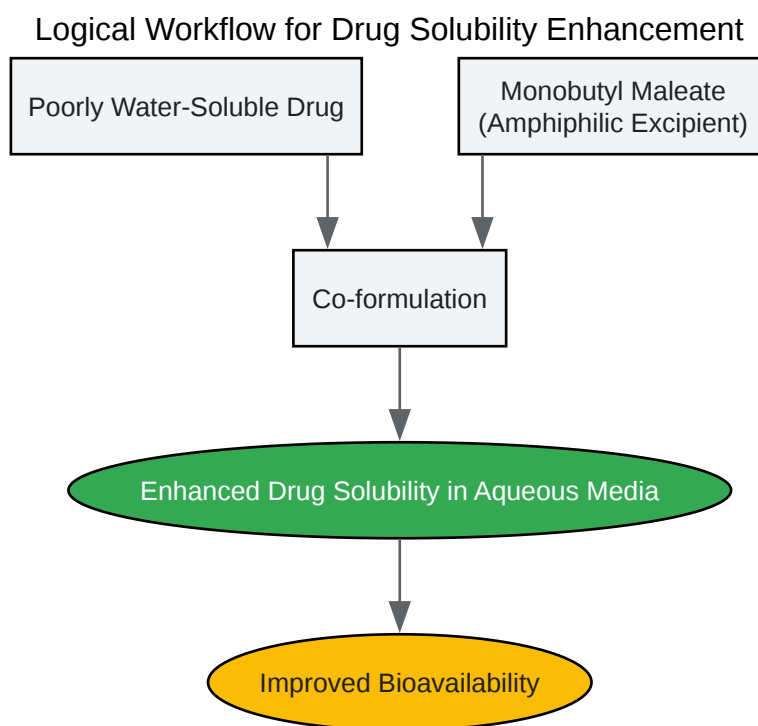 Logical Workflow for Drug Solubility Enhancement
Poorly Water-Soluble Drug
Monobutyl Maleate
(Amphiphilic Excipient)
Co-formulation
Enhanced Drug Solubility in Aqueous Media
Improved Bioavailability